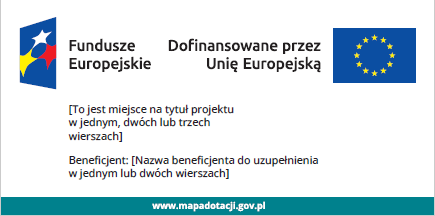 Fundusze
Europejskie
Dofinansowane przez
Unię Europejską
[To jest miejsce na tytuł projektu
w jednym, dwóch lub trzech
wierszach]
Beneficjent: [Nazwa beneficjenta do uzupełnienia
w jednym lub dwóch wierszach]
www.mapadotacji.gov.pl